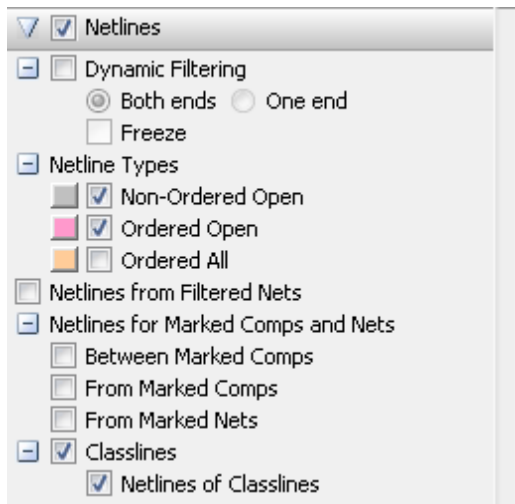 Netlines
Dynamic Filtering
Both ends One end
Freeze
Netline Types
Non-Ordered Open
Ordered Open
Ordered All
Netlines from Filtered Nets
Netlines for Marked Comps and Nets
Between Marked Comps
From Marked Comps
From Marked Nets
Classlines
Netlines of Classlines